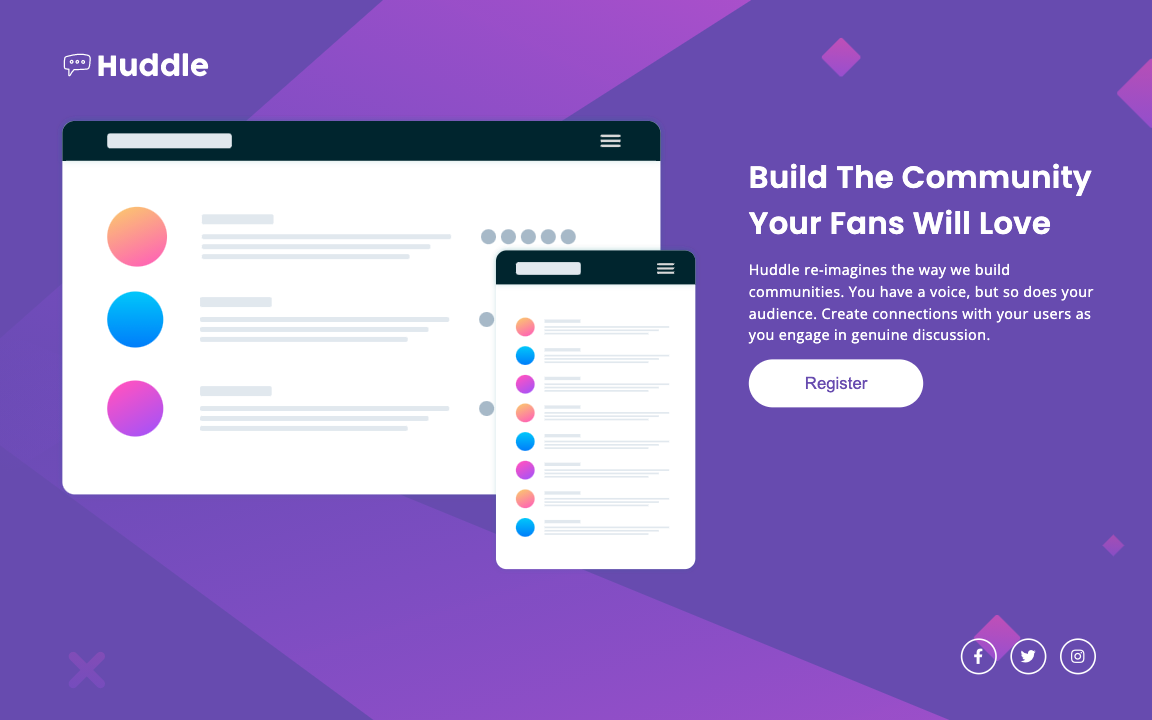 Huddle
Build The Community
Your Fans Will Love
Huddle re-imagines the way we build
communities. You have a voice, but so does your
audience. Create connections with your users as
you engage in genuine discussion.
Register